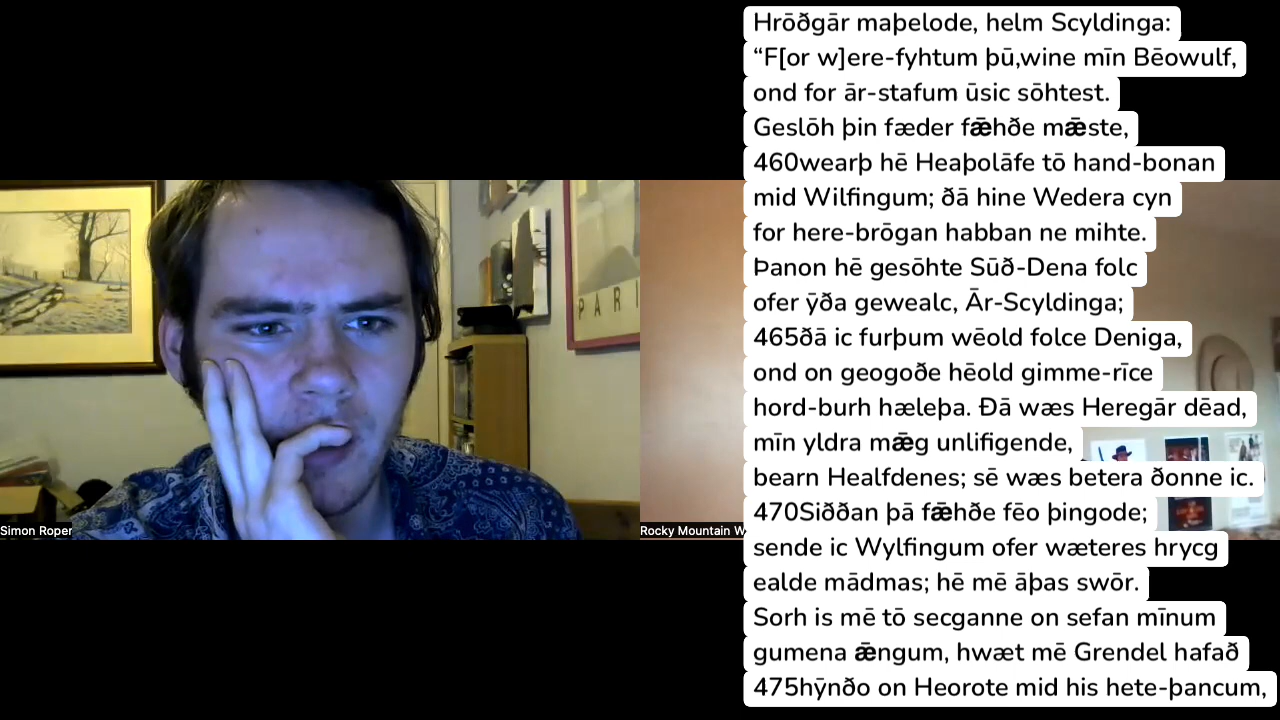 Hrōðgār maþelode, helm Scyldinga:
“F[or w]ere-fyhtum þū,wine mīn Bēowulf,
ond for ār-stafum ūsic sōhtest.
Geslōh þin fæder fǣhðe mǣste,
460wearþ hē Heaþolāfe tō hand-bonan
mid Wilfingum; ðā hine Wedera cyn
for here-brōgan habban ne mihte.
Þanon hē gesōhte Sūð-Dena folc
ofer ȳða gewealc, Ār-Scyldinga;
465ðā ic furþum wēold folce Deniga,
ond on geogoðe hēold gimme-rīce
hord-burh hæleþa. Ðā wæs Heregār dēad,
mīn yldra mǣg unlifigende,
bearn Healfdenes; sē wæs betera ðonne ic.
470Siððan þā fǣhðe fēo þingode;
sende ic Wylfingum ofer wæteres hrycg
ealde mādmas; hē mē āþas swōr.
Sorh is mē tō secganne on sefan mīnum
gumena ǣngum, hwæt mē Grendel hafað
475hȳnðo on Heorote mid his hete-þancum,
PARI
Simon Roper
Rocky Mountain W